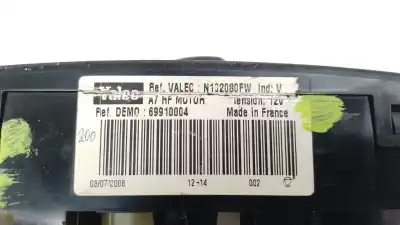 Valeo
Ref. VALEO : N102080FW Ind: V
A7 HF MOTOR Tension: 12V
Ref. DEMO : 69910004 Made in France
200
03/07/2006 12:14 002